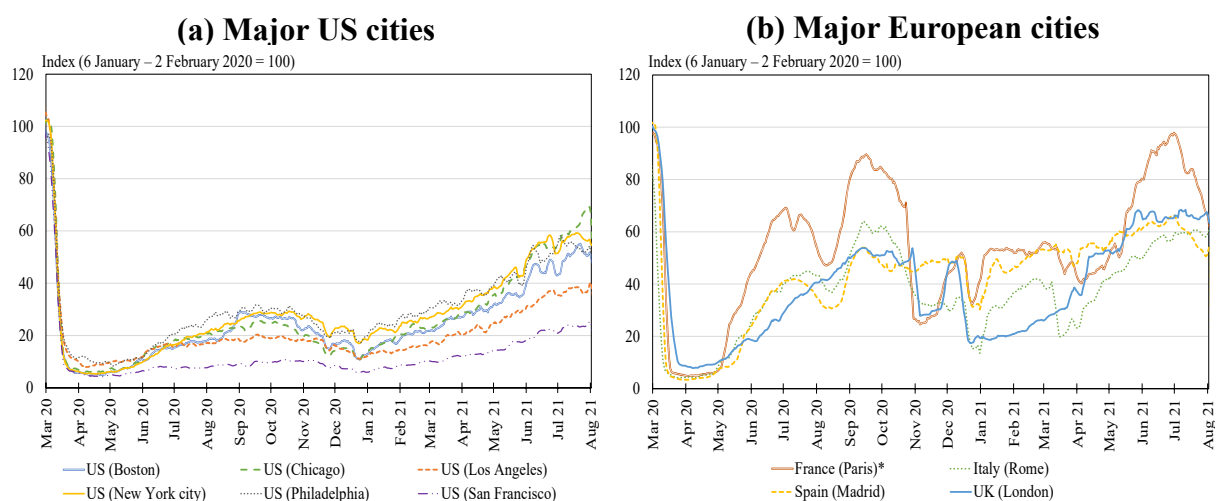 (a) Major US cities
Index (6 January – 2 February 2020 = 100)
120
100
80
60
40
20
0
Mar 20
Apr 20
May 20
Jun 20
Jul 20
Aug 20
Sep 20
Oct 20
Nov 20
Dec 20
Jan 21
Feb 21
Mar 21
Apr 21
May 21
Jun 21
Jul 21
Aug 21
US (Boston)
US (Chicago)
US (Los Angeles)
US (New York city)
US (Philadelphia)
US (San Francisco)
(b) Major European cities
Index (6 January – 2 February 2020 = 100)
120
100
80
60
40
20
0
Mar 20
Apr 20
May 20
Jun 20
Jul 20
Aug 20
Sep 20
Oct 20
Nov 20
Dec 20
Jan 21
Feb 21
Mar 21
Apr 21
May 21
Jun 21
Jul 21
Aug 21
France (Paris)*
Italy (Rome)
Spain (Madrid)
UK (London)